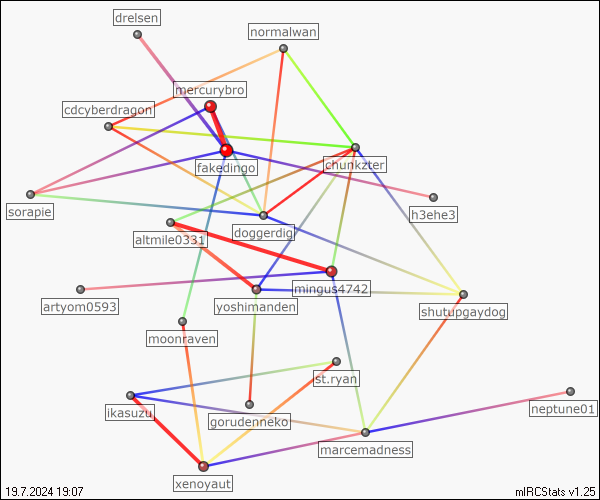 drelsen
normalwan
mercurybro
cdcyberdragon
fakedingo
chunkzter
sorapie
h3ehe3
doggerdig
altmile0331
mingus4742
artyom0593
yoshimanden
shutupgaydog
moonraven
st.ryan
ikasuzu
gorudenneko
neptune01
marcemadness
xenoyaut
19.7.2024 19:07
mIRCStats v1.25